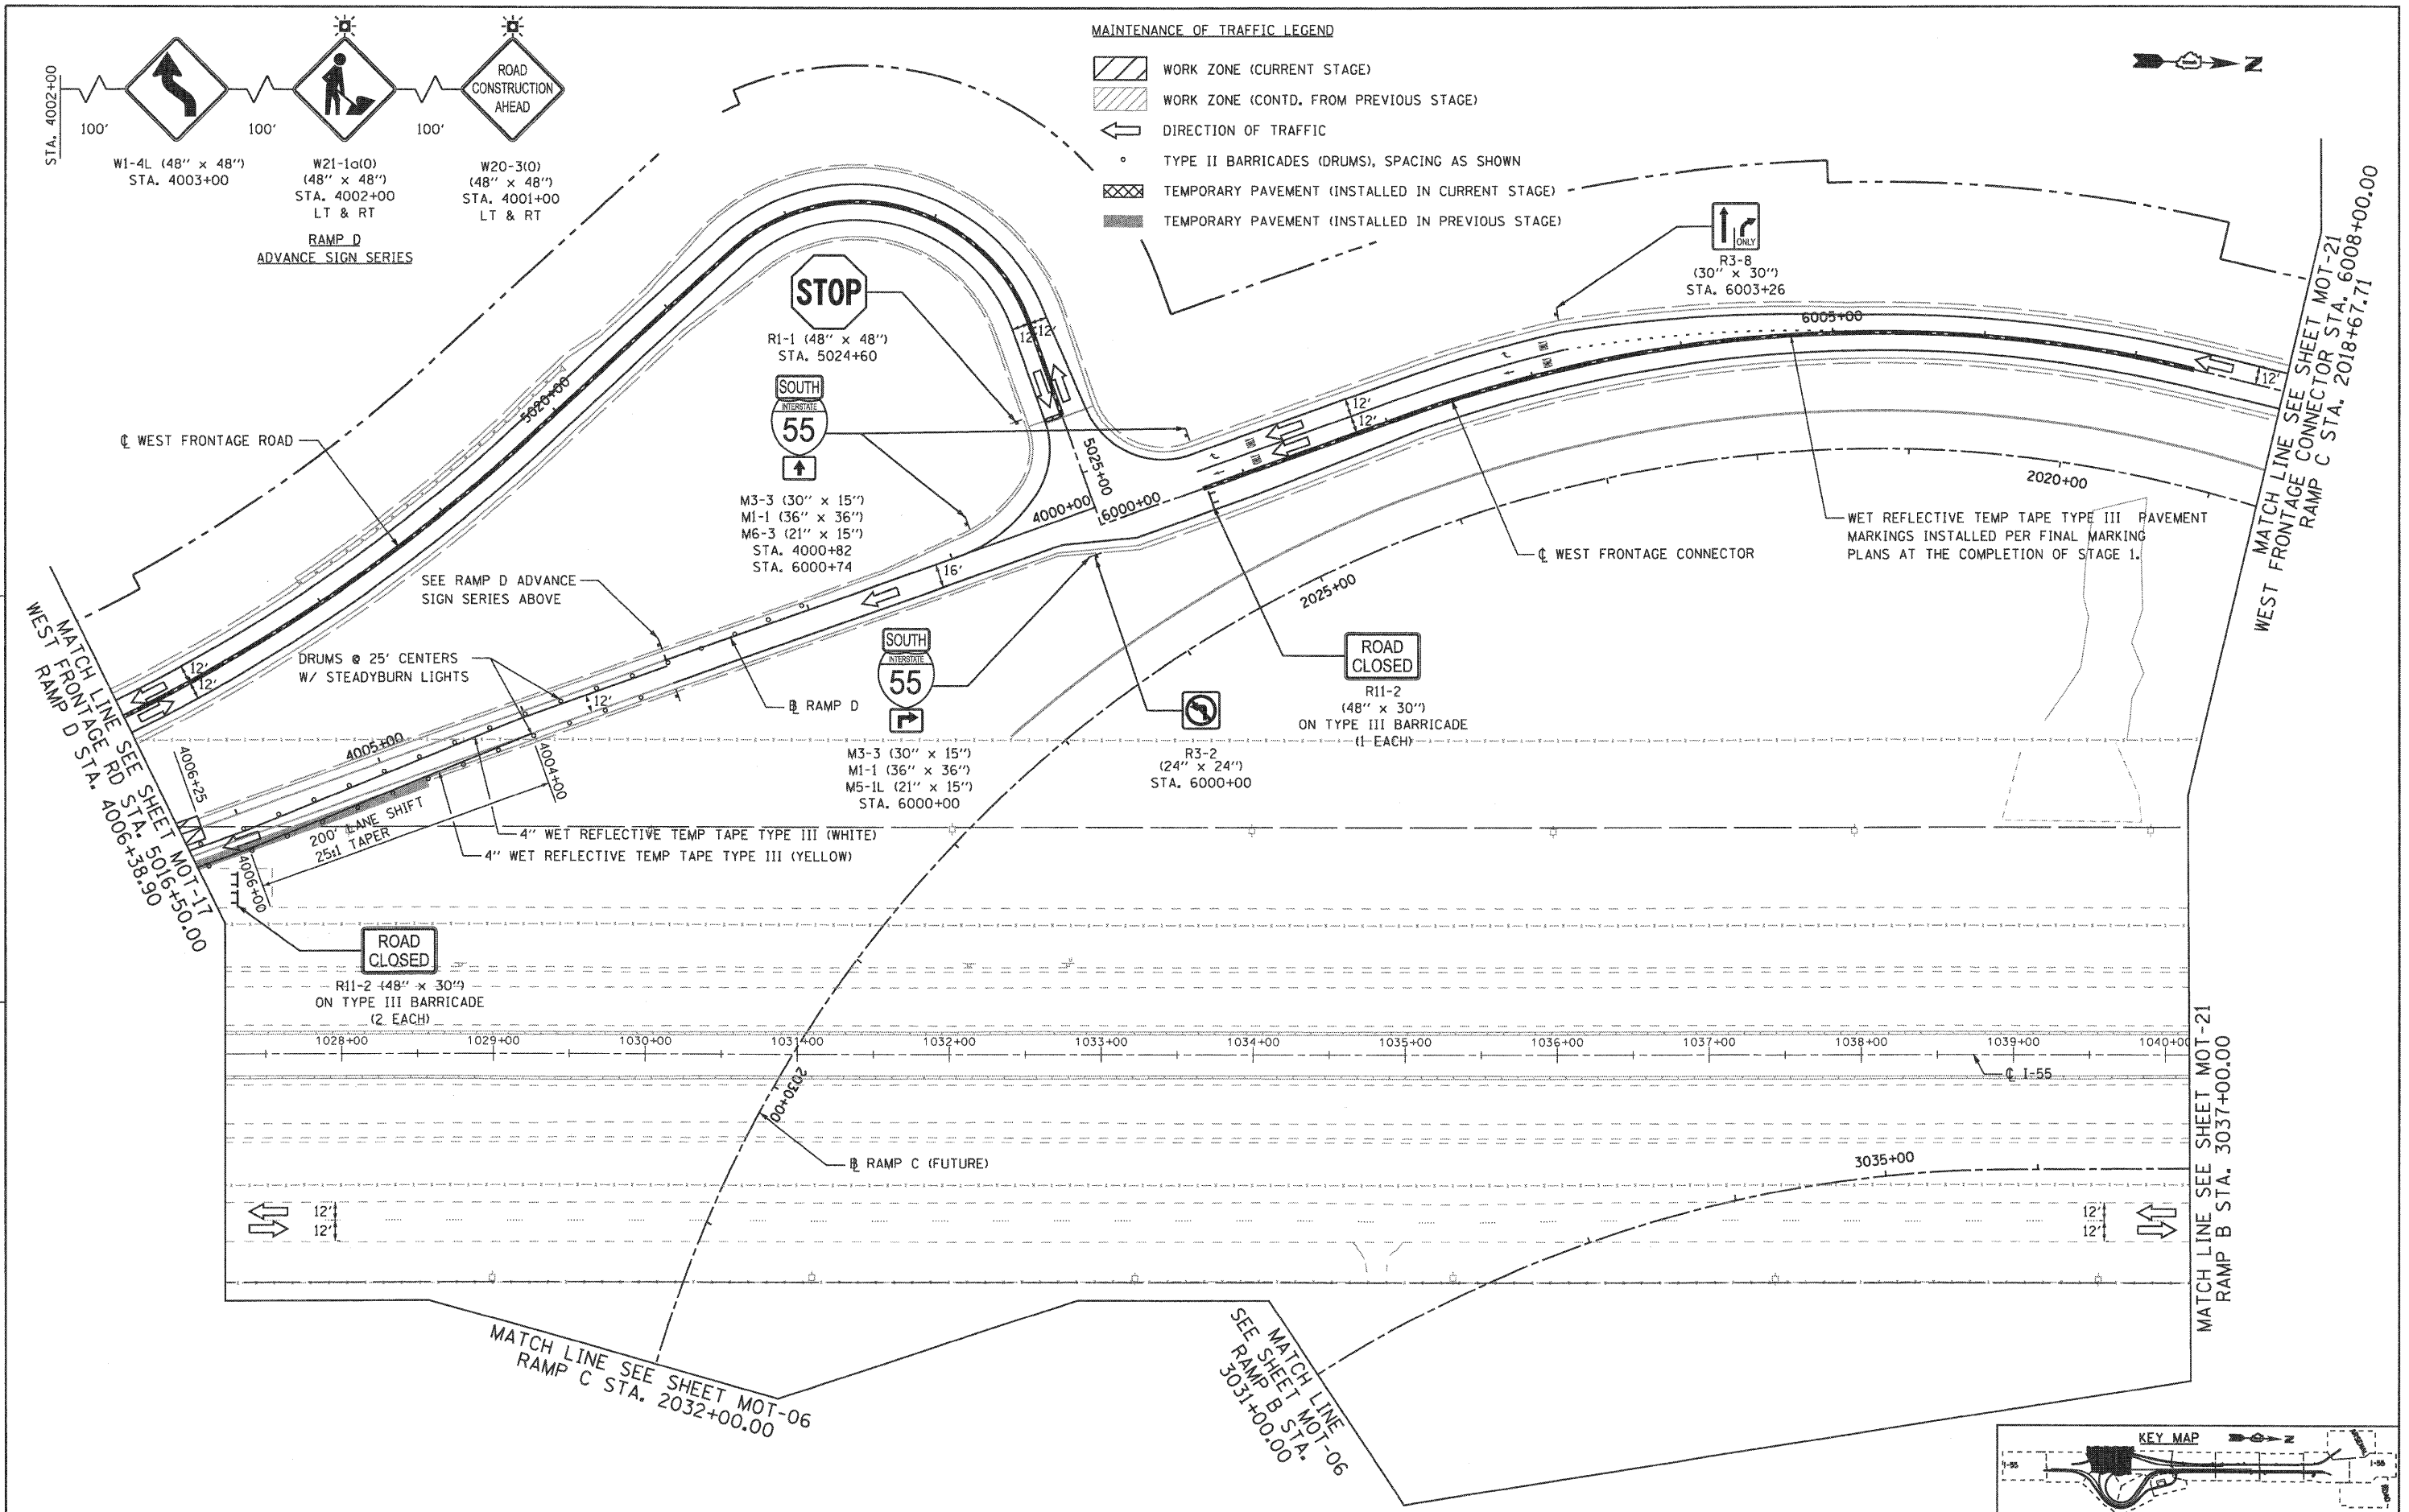 STA. 4002+00
100'
100'
100'
W1-4L (48" x 48")
STA. 4003+00
W21-1a(O)
(48" x 48")
STA. 4002+00
LT & RT
ROAD
CONSTRUCTION
AHEAD
W20-3(O)
(48" x 48")
STA. 4001+00
LT & RT
RAMP D
ADVANCE SIGN SERIES
MAINTENANCE OF TRAFFIC LEGEND
WORK ZONE (CURRENT STAGE)
WORK ZONE (CONTD. FROM PREVIOUS STAGE)
DIRECTION OF TRAFFIC
TYPE II BARRICADES (DRUMS), SPACING AS SHOWN
TEMPORARY PAVEMENT (INSTALLED IN CURRENT STAGE)
TEMPORARY PAVEMENT (INSTALLED IN PREVIOUS STAGE)
N
ONLY
R3-8
(30" x 30")
STA. 6003+26
STOP
R1-1 (48" x 48")
STA. 5024+60
SOUTH
INTERSTATE
55
M3-3 (30" x 15")
M1-1 (36" x 36")
M6-3 (21" x 15")
STA. 4000+82
STA. 6000+74
12'
12'
5020+00
℄ WEST FRONTAGE ROAD
5025+00
4000+00
6000+00
12'
12'
6005+00
12'
MATCH LINE SEE SHEET MOT-21
WEST FRONTAGE CONNECTOR STA. 6008+00.00
RAMP C STA. 2018+67.71
2020+00
2025+00
WET REFLECTIVE TEMP TAPE TYPE III PAVEMENT
MARKINGS INSTALLED PER FINAL MARKING
PLANS AT THE COMPLETION OF STAGE 1.
℄ WEST FRONTAGE CONNECTOR
SEE RAMP D ADVANCE
SIGN SERIES ABOVE
16'
DRUMS @ 25' CENTERS
W/ STEADYBURN LIGHTS
12'
12'
12'
MATCH LINE SEE SHEET MOT-17
WEST FRONTAGE RD STA. 5016+50.00
RAMP D STA. 4006+38.90
4006+25
4005+00
4004+00
4006+00
200' LANE SHIFT
25:1 TAPER
B RAMP D
SOUTH
INTERSTATE
55
M3-3 (30" x 15")
M1-1 (36" x 36")
M5-1L (21" x 15")
STA. 6000+00
R3-2
(24" x 24")
STA. 6000+00
ROAD
CLOSED
R11-2
(48" x 30")
ON TYPE III BARRICADE
(1 EACH)
4" WET REFLECTIVE TEMP TAPE TYPE III (WHITE)
4" WET REFLECTIVE TEMP TAPE TYPE III (YELLOW)
ROAD
CLOSED
R11-2 (48" x 30")
ON TYPE III BARRICADE
(2 EACH)
1028+00
1029+00
1030+00
1031+00
1032+00
1033+00
1034+00
1035+00
1036+00
1037+00
1038+00
1039+00
1040+00
℄ I-55
2030+00
B RAMP C (FUTURE)
3035+00
12'
12'
12'
12'
MATCH LINE SEE SHEET MOT-21
RAMP B STA. 3037+00.00
MATCH LINE SEE SHEET MOT-06
RAMP C STA. 2032+00.00
MATCH LINE
SEE SHEET MOT-06
RAMP B STA.
3031+00.00
KEY MAP
N
I-55
I-55